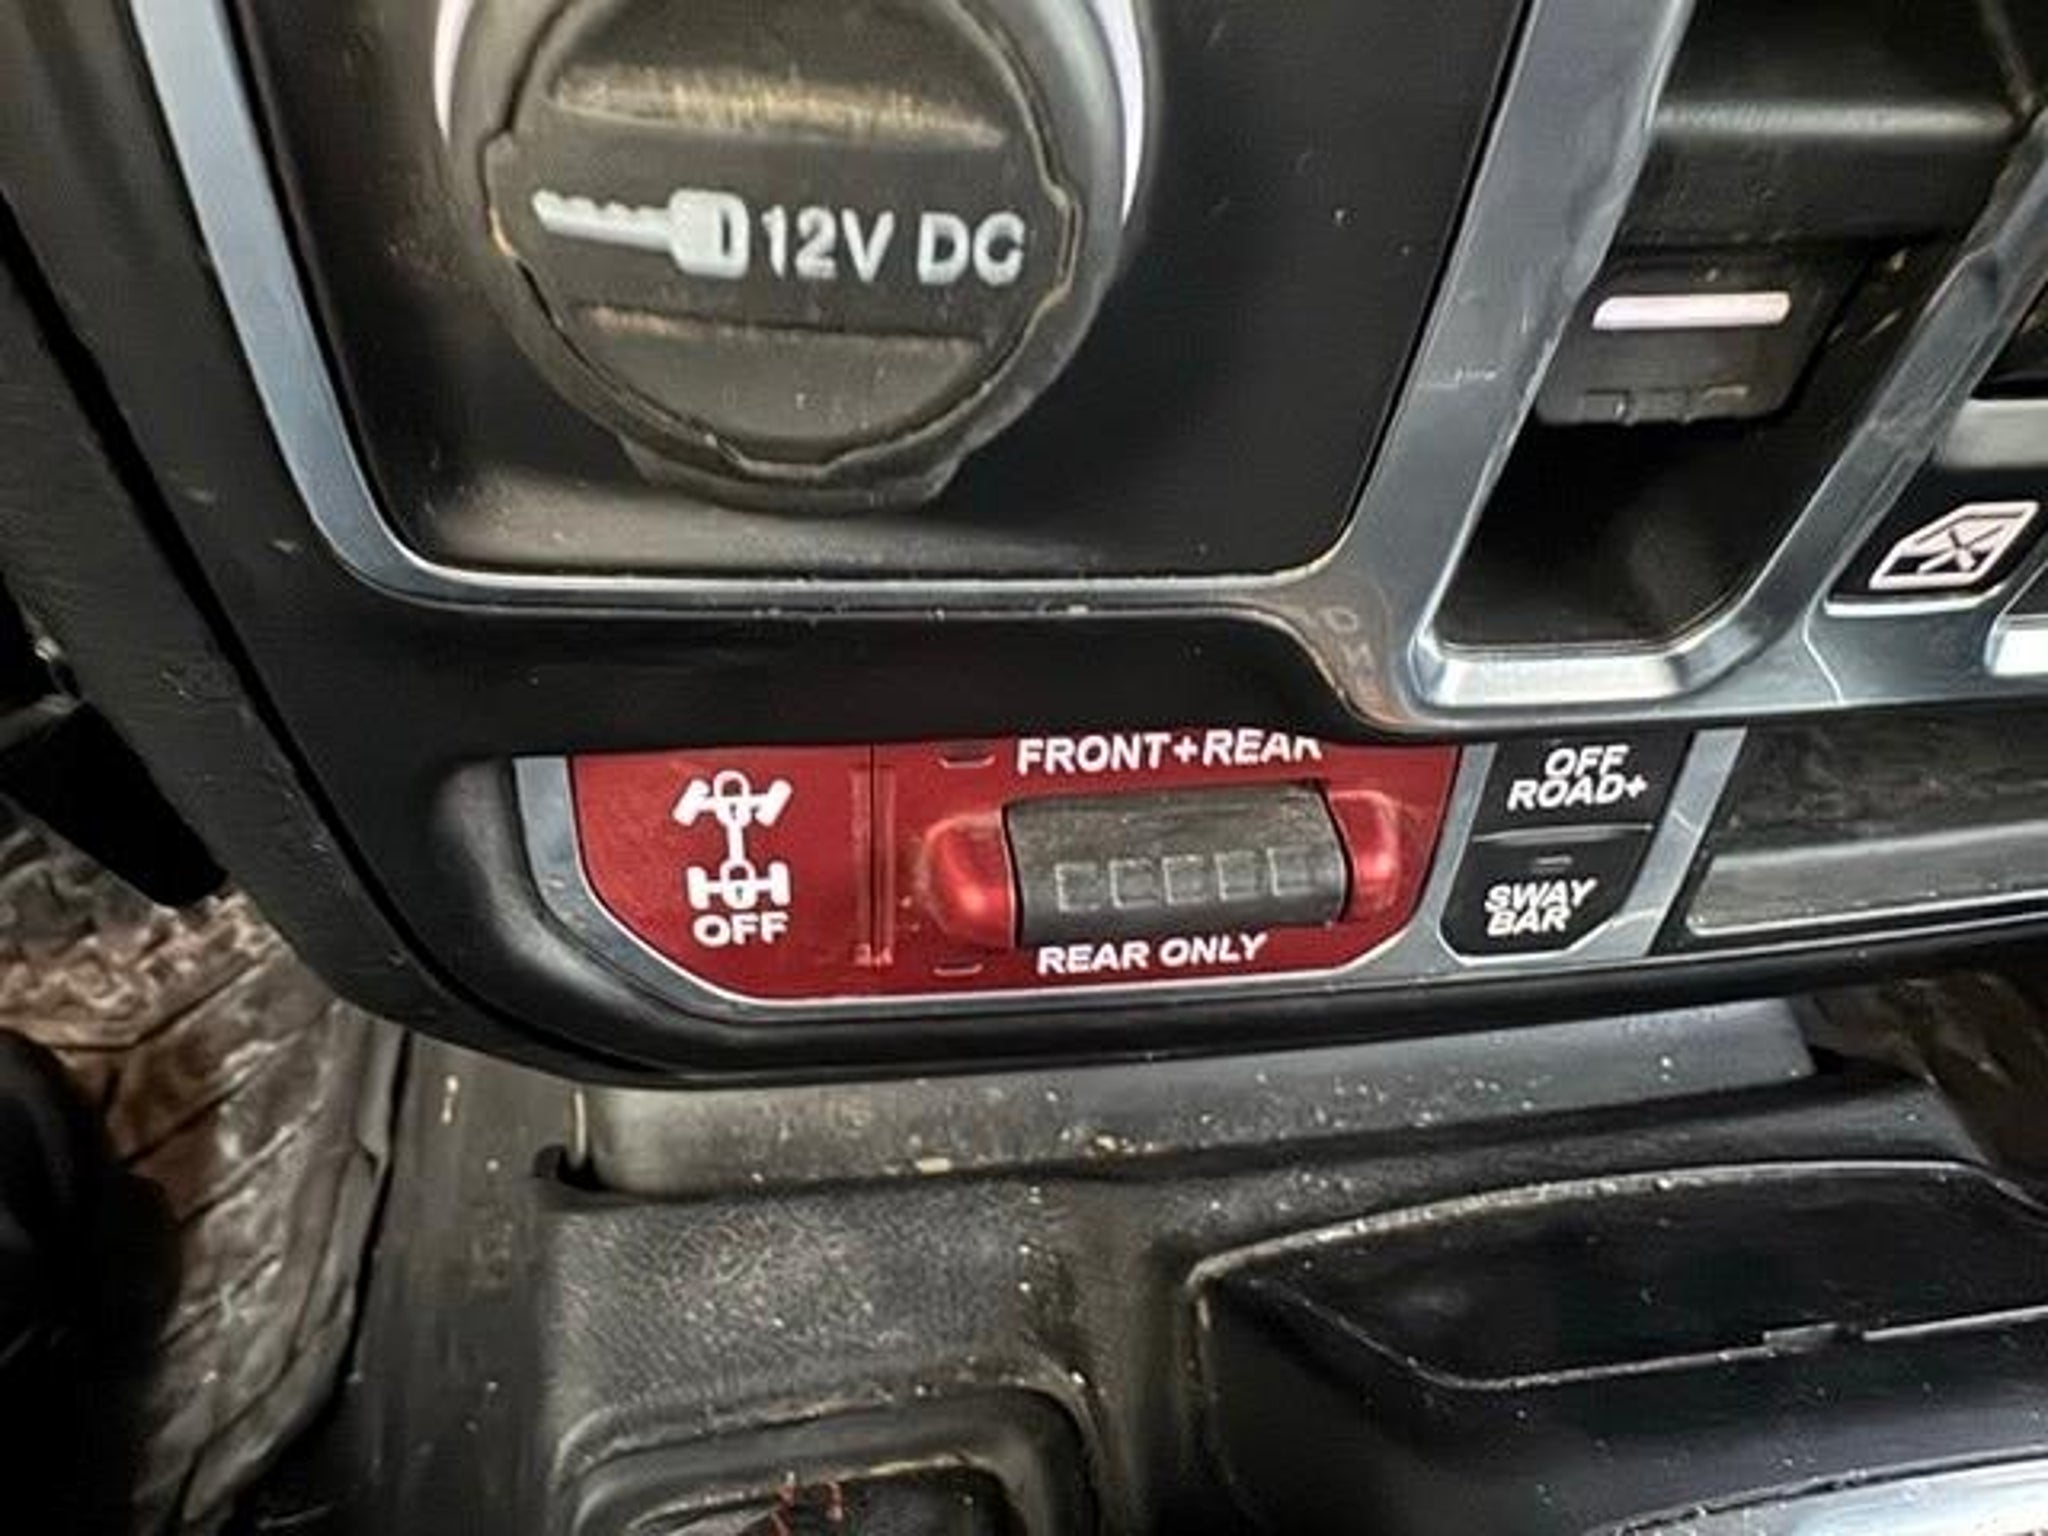 12V DC
FRONT+REAR
OFF
REAR ONLY
OFF
ROAD+
SWAY
BAR